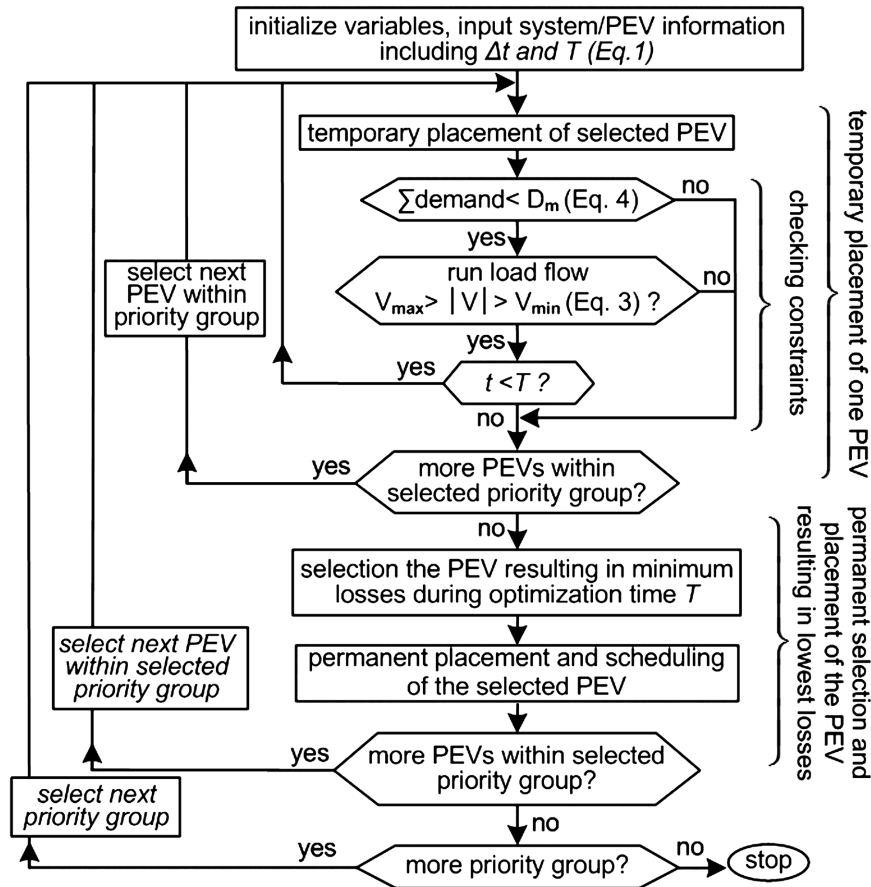 initialize variables, input system/PEV information
including Δt and T (Eq.1)
temporary placement of selected PEV
∑demand< Dm (Eq. 4)
no
yes
run load flow
Vmax> |V| > Vmin (Eq. 3) ?
no
yes
t <T ?
yes
no
more PEVs within
selected priority group?
yes
no
select next
PEV within
priority group
selection the PEV resulting in minimum
losses during optimization time T
permanent placement and scheduling
of the selected PEV
more PEVs within selected
priority group?
yes
no
select next PEV
within selected
priority group
more priority group?
yes
no
stop
select next
priority group
checking constraints
temporary placement of one PEV
permanent selection and
placement of the PEV
resulting in lowest losses